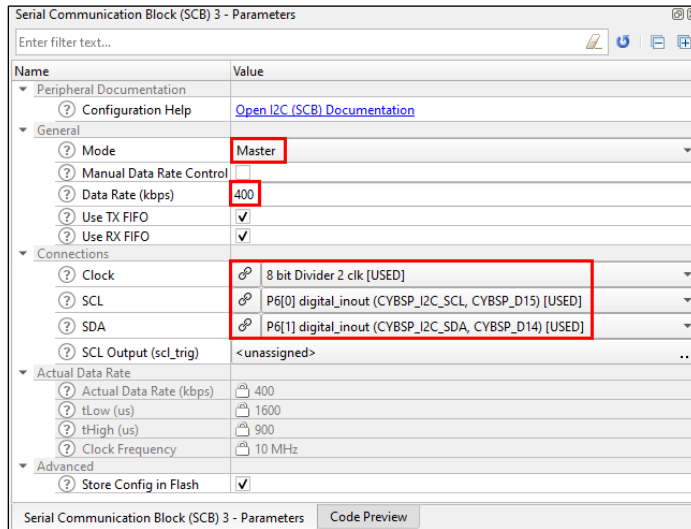 Serial Communication Block (SCB) 3 - Parameters
Enter filter text...
Name Value
Peripheral Documentation
Configuration Help Open I2C (SCB) Documentation
General
Mode Master
Manual Data Rate Control
Data Rate (kbps) 400
Use TX FIFO
Use RX FIFO
Connections
Clock 8 bit Divider 2 clk [USED]
SCL P6[0] digital_inout (CYBSP_I2C_SCL, CYBSP_D15) [USED]
SDA P6[1] digital_inout (CYBSP_I2C_SDA, CYBSP_D14) [USED]
SCL Output (scl_trig) <unassigned> ..
Actual Data Rate
Actual Data Rate (kbps) 400
tLow (us) 1600
tHigh (us) 900
Clock Frequency 10 MHz
Advanced
Store Config in Flash
Serial Communication Block (SCB) 3 - Parameters Code Preview